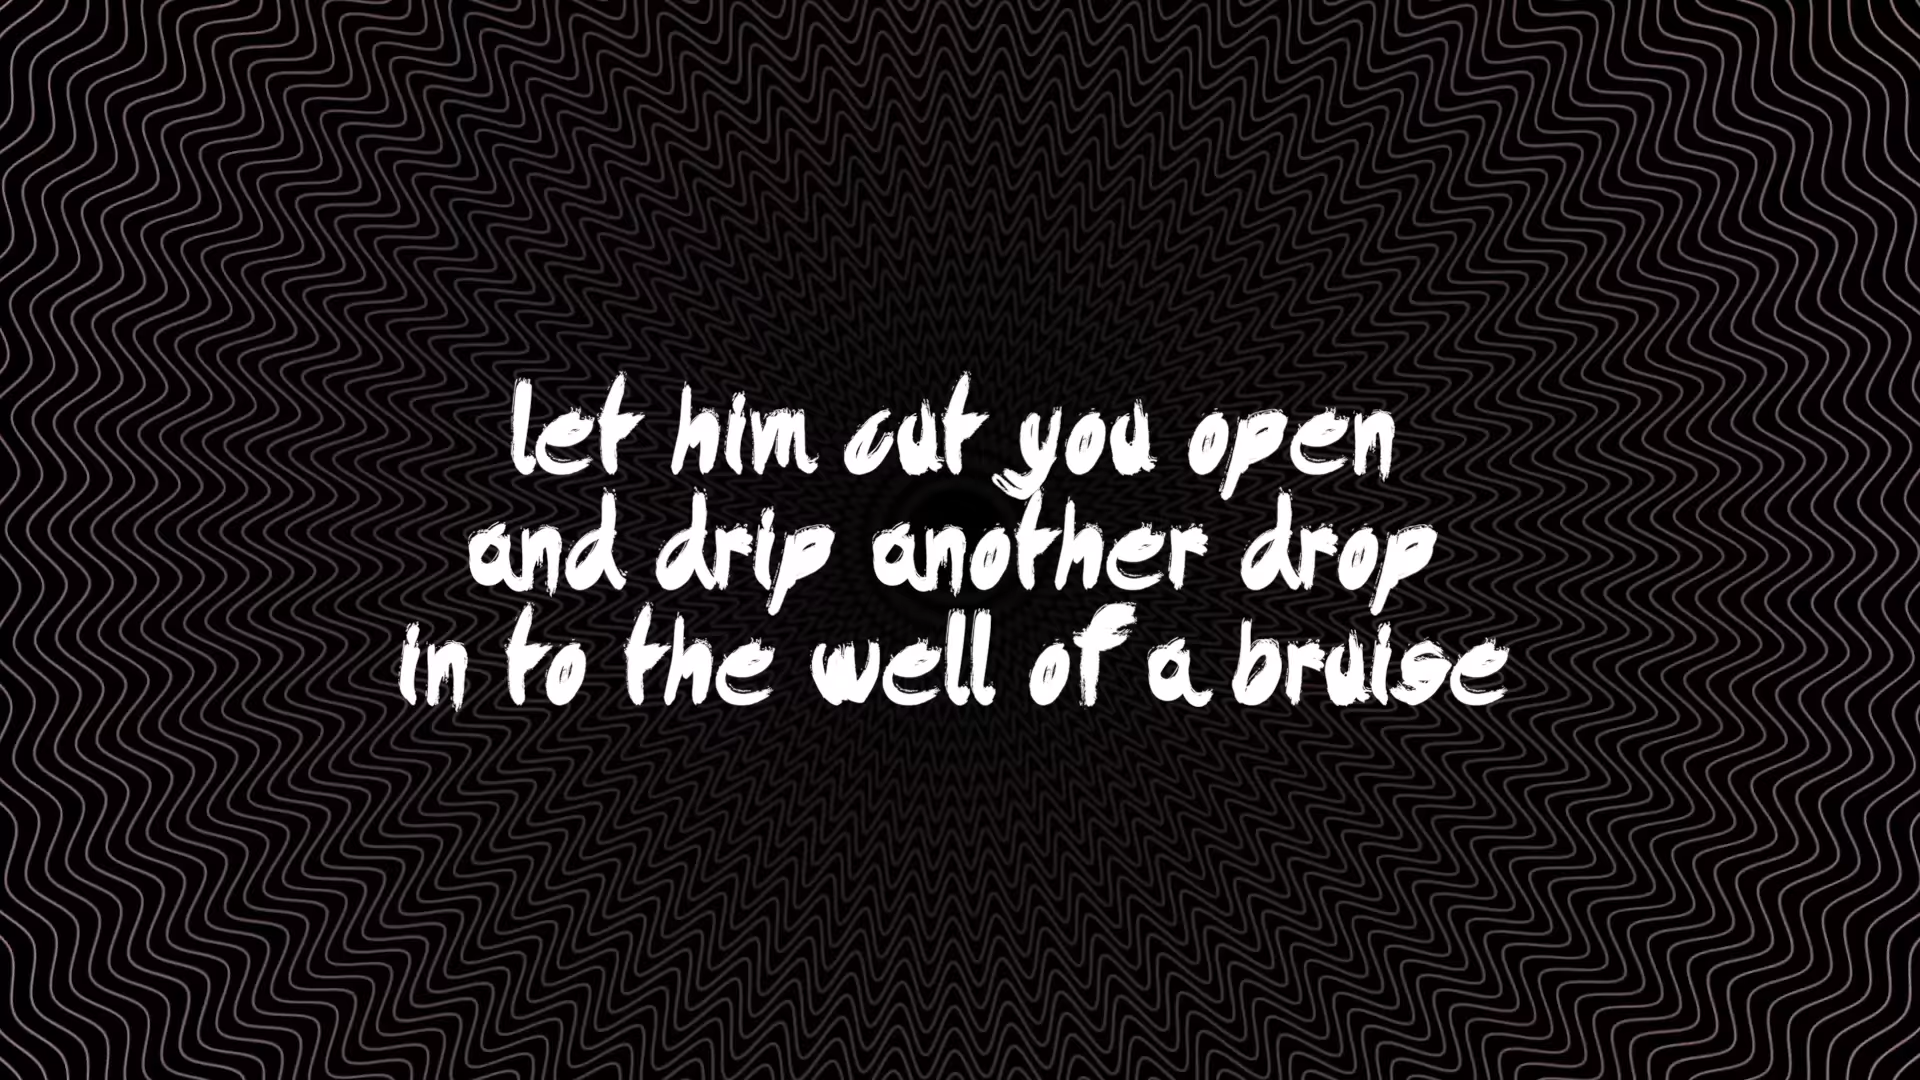 let him cut you open
and drip another drop
in to the well of a bruise